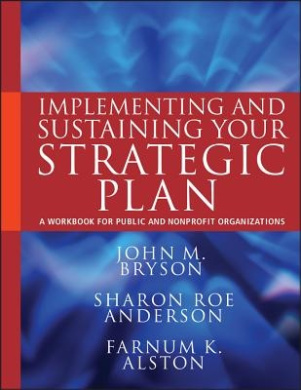 IMPLEMENTING AND
SUSTAINING YOUR
STRATEGIC
PLAN
A WORKBOOK FOR PUBLIC AND NONPROFIT ORGANIZATIONS
JOHN M.
BRYSON
SHARON ROE
ANDERSON
FARNUM K.
ALSTON